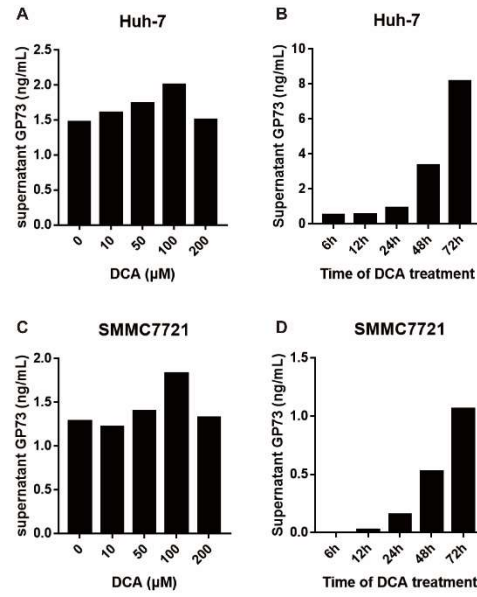 A
Huh-7
supernatant GP73 (ng/mL)
2.5
2.0
1.5
1.0
0.5
0.0
0
10
50
100
200
DCA (µM)
B
Huh-7
Supernatant GP73 (ng/mL)
10
8
6
4
2
0
6h
12h
24h
48h
72h
Time of DCA treatment
C
SMMC7721
supernatant GP73 (ng/mL)
2.0
1.5
1.0
0.5
0.0
0
10
50
100
200
DCA (µM)
D
SMMC7721
Supernatant GP73 (ng/mL)
1.5
1.0
0.5
0.0
6h
12h
24h
48h
72h
Time of DCA treatment